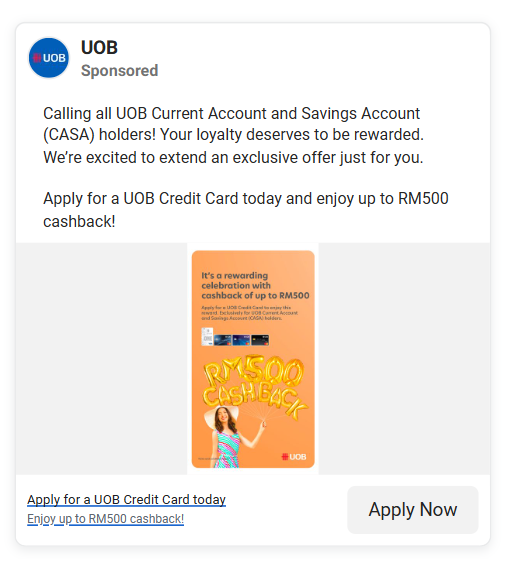 UOB
UOB
Sponsored
Calling all UOB Current Account and Savings Account
(CASA) holders! Your loyalty deserves to be rewarded.
We’re excited to extend an exclusive offer just for you.
Apply for a UOB Credit Card today and enjoy up to RM500
cashback!
It's a rewarding
celebration with
cashback of up to RM500
Apply for a UOB Credit Card to enjoy this
reward. Exclusively for UOB Current Account
and Savings Account (CASA) holders.
RM500
CASHBACK
UOB
Apply for a UOB Credit Card today
Enjoy up to RM500 cashback!
Apply Now